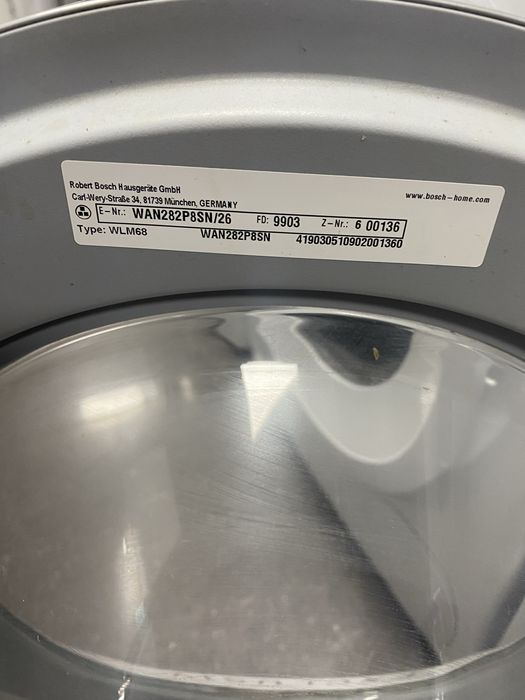 Robert Bosch Hausgeräte GmbH
Carl-Wery-Straße 34, 81739 München, GERMANY
www.bosch-home.com
E-Nr.: WAN282P8SN/26 FD: 9903 Z-Nr.: 6 00136
Type: WLM68 WAN282P8SN 419030510902001360